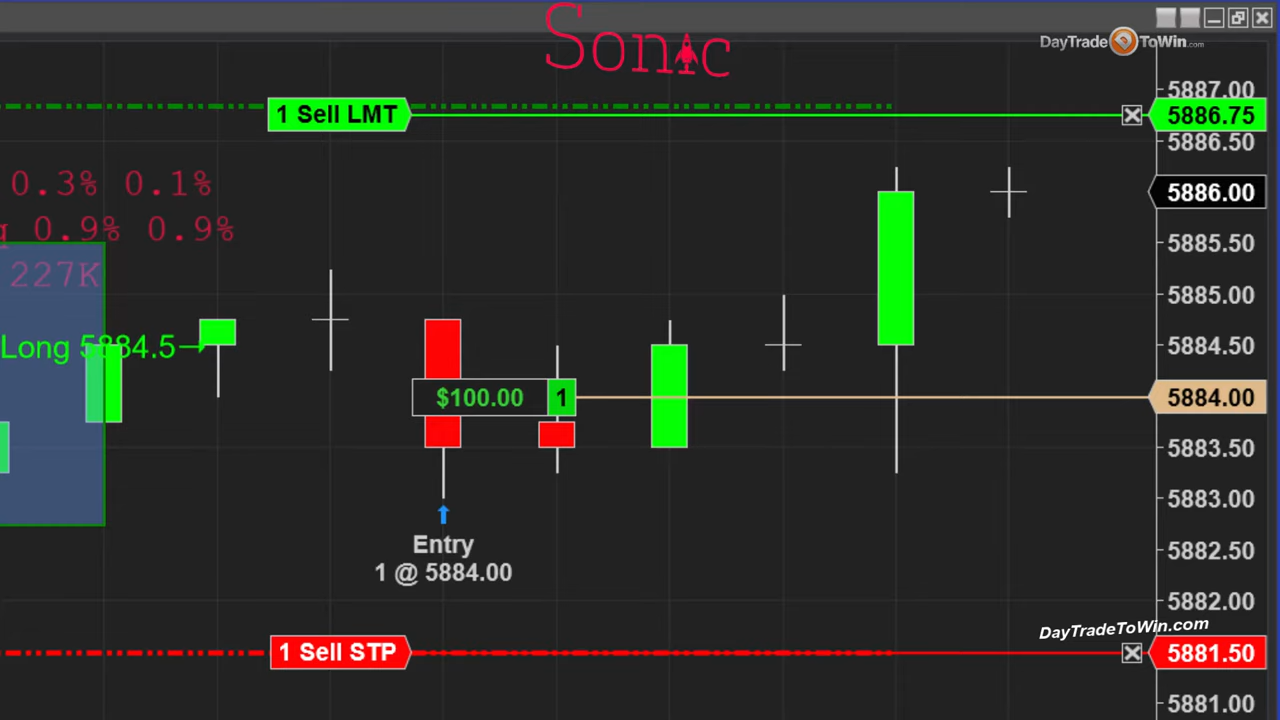 Sonic
DayTradeToWin.com
5887.00
1 Sell LMT
5886.75
5886.50
0.3% 0.1%
5886.00
0.9% 0.9%
5885.50
227K
5885.00
Long 5884.5
5884.50
$100.00 1
5884.00
5883.50
5883.00
Entry
5882.50
1 @ 5884.00
5882.00
DayTradeToWin.com
1 Sell STP
5881.50
5881.00